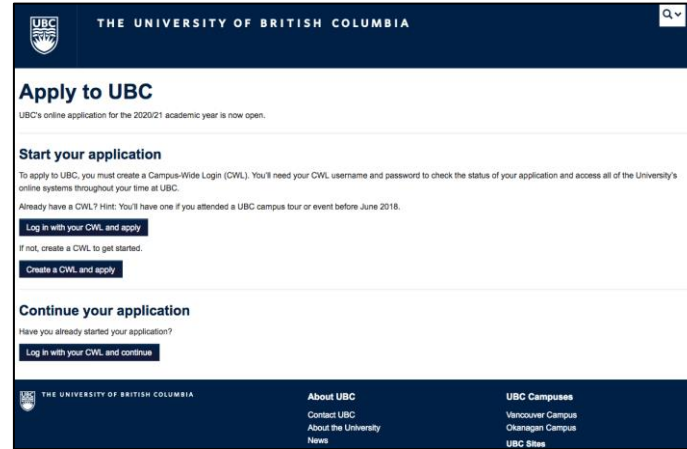 UBC
THE UNIVERSITY OF BRITISH COLUMBIA
Apply to UBC
UBC's online application for the 2020/21 academic year is now open.
Start your application
To apply to UBC, you must create a Campus-Wide Login (CWL). You'll need your CWL username and password to check the status of your application and access all of the University's
online systems throughout your time at UBC.
Already have a CWL? Hint: You'll have one if you attended a UBC campus tour or event before June 2018.
Log in with your CWL and apply
If not, create a CWL to get started.
Create a CWL and apply
Continue your application
Have you already started your application?
Log in with your CWL and continue
UBC
THE UNIVERSITY OF BRITISH COLUMBIA
About UBC
Contact UBC
About the University
News
UBC Campuses
Vancouver Campus
Okanagan Campus
UBC Sites